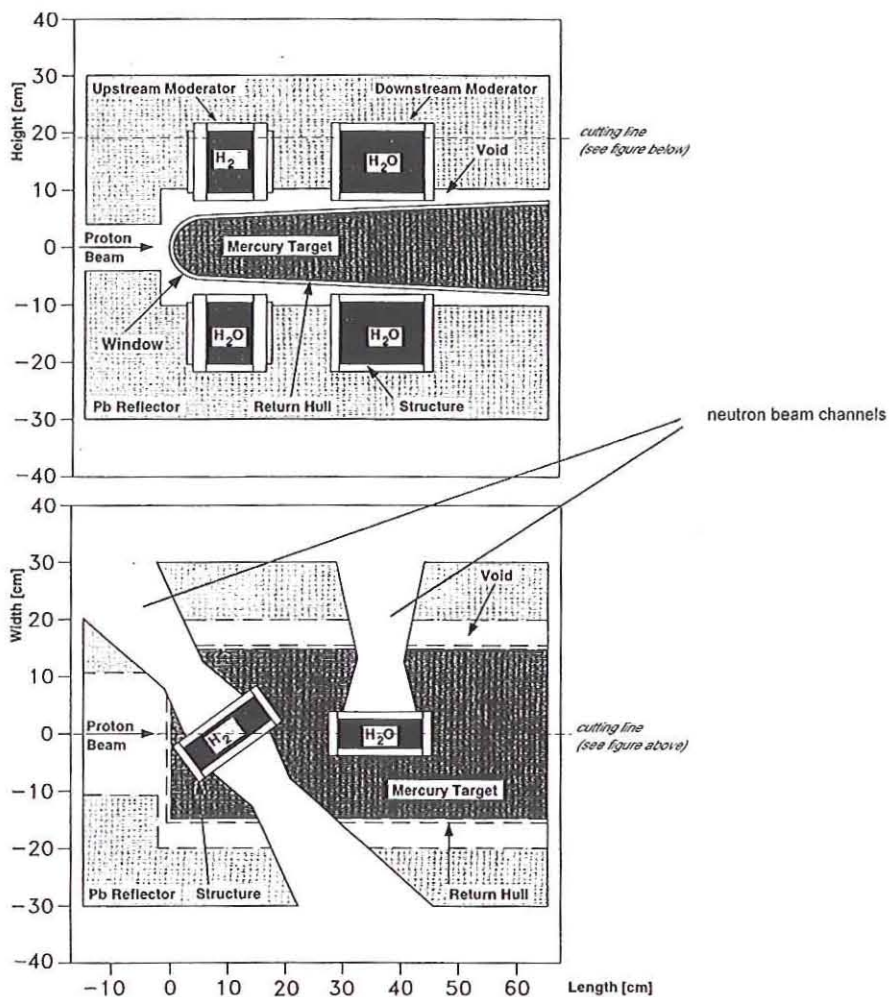 40
30
20
10
0
−10
−20
−30
−40
Height [cm]
Upstream Moderator
Downstream Moderator
cutting line
(see figure below)
H2
H2O
Void
Proton
Beam
Mercury Target
Window
H2O
H2O
Pb Reflector
Return Hull
Structure
neutron beam channels
40
30
20
10
0
−10
−20
−30
−40
Width [cm]
Void
Proton
Beam
H2
H2O
cutting line
(see figure above)
Mercury Target
Pb Reflector
Structure
Return Hull
−10
0
10
20
30
40
50
60
Length [cm]